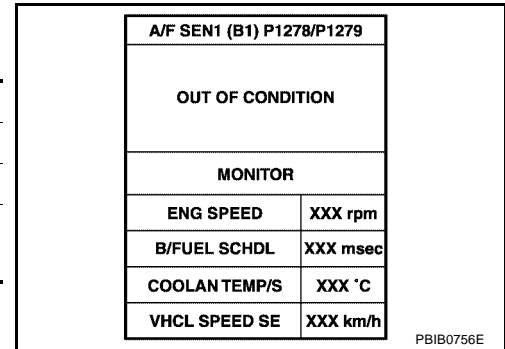 A/F SEN1 (B1) P1278/P1279
OUT OF CONDITION
MONITOR
ENG SPEED XXX rpm
B/FUEL SCHDL XXX msec
COOLAN TEMP/S XXX °C
VHCL SPEED SE XXX km/h
PBIB0756E